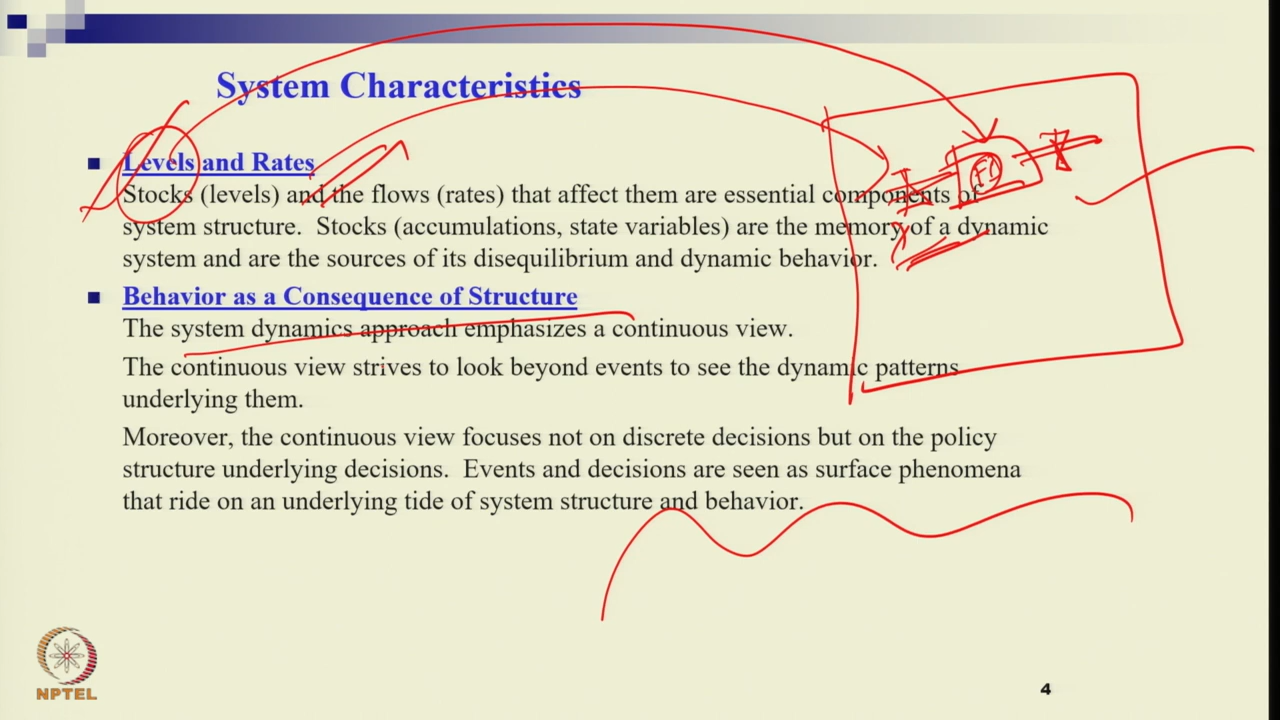 System Characteristics
Levels and Rates
Stocks (levels) and the flows (rates) that affect them are essential components of
system structure. Stocks (accumulations, state variables) are the memory of a dynamic
system and are the sources of its disequilibrium and dynamic behavior.
Behavior as a Consequence of Structure
The system dynamics approach emphasizes a continuous view.
The continuous view strives to look beyond events to see the dynamic patterns
underlying them.
Moreover, the continuous view focuses not on discrete decisions but on the policy
structure underlying decisions. Events and decisions are seen as surface phenomena
that ride on an underlying tide of system structure and behavior.
NPTEL
4